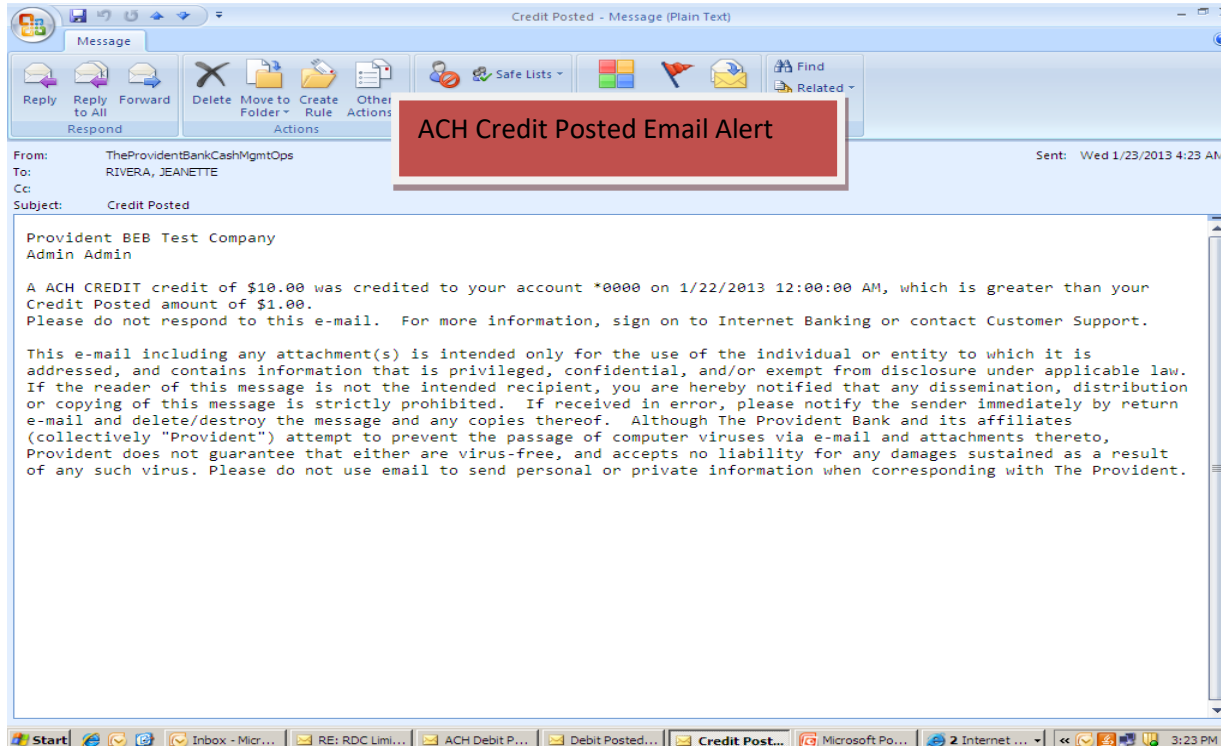 Credit Posted - Message (Plain Text)
Message
Reply
Reply to All
Forward
Respond
Delete
Move to Folder
Create Rule
Other Actions
Actions
Safe Lists
Find
Related
ACH Credit Posted Email Alert
From: TheProvidentBankCashMgmtOps
Sent: Wed 1/23/2013 4:23 AM
To: RIVERA, JEANETTE
Cc:
Subject: Credit Posted
Provident BEB Test Company
Admin Admin
A ACH CREDIT credit of $10.00 was credited to your account *0000 on 1/22/2013 12:00:00 AM, which is greater than your
Credit Posted amount of $1.00.
Please do not respond to this e-mail. For more information, sign on to Internet Banking or contact Customer Support.
This e-mail including any attachment(s) is intended only for the use of the individual or entity to which it is
addressed, and contains information that is privileged, confidential, and/or exempt from disclosure under applicable law.
If the reader of this message is not the intended recipient, you are hereby notified that any dissemination, distribution
or copying of this message is strictly prohibited. If received in error, please notify the sender immediately by return
e-mail and delete/destroy the message and any copies thereof. Although The Provident Bank and its affiliates
(collectively "Provident") attempt to prevent the passage of computer viruses via e-mail and attachments thereto,
Provident does not guarantee that either are virus-free, and accepts no liability for any damages sustained as a result
of any such virus. Please do not use email to send personal or private information when corresponding with The Provident.
Start
Inbox - Micr...
RE: RDC Limi...
ACH Debit P...
Debit Posted...
Credit Post...
Microsoft Po...
2 Internet ...
3:23 PM